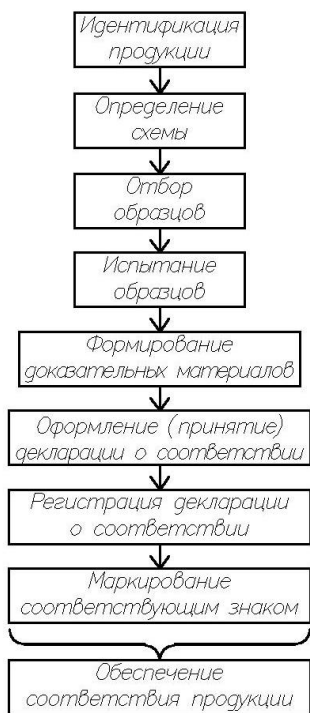 Идентификация
продукции
Определение
схемы
Отбор
образцов
Испытание
образцов
Формирование
доказательных материалов
Оформление (принятие)
декларации о соответствии
Регистрация декларации
о соответствии
Маркирование
соответствующим знаком
Обеспечение
соответствия продукции